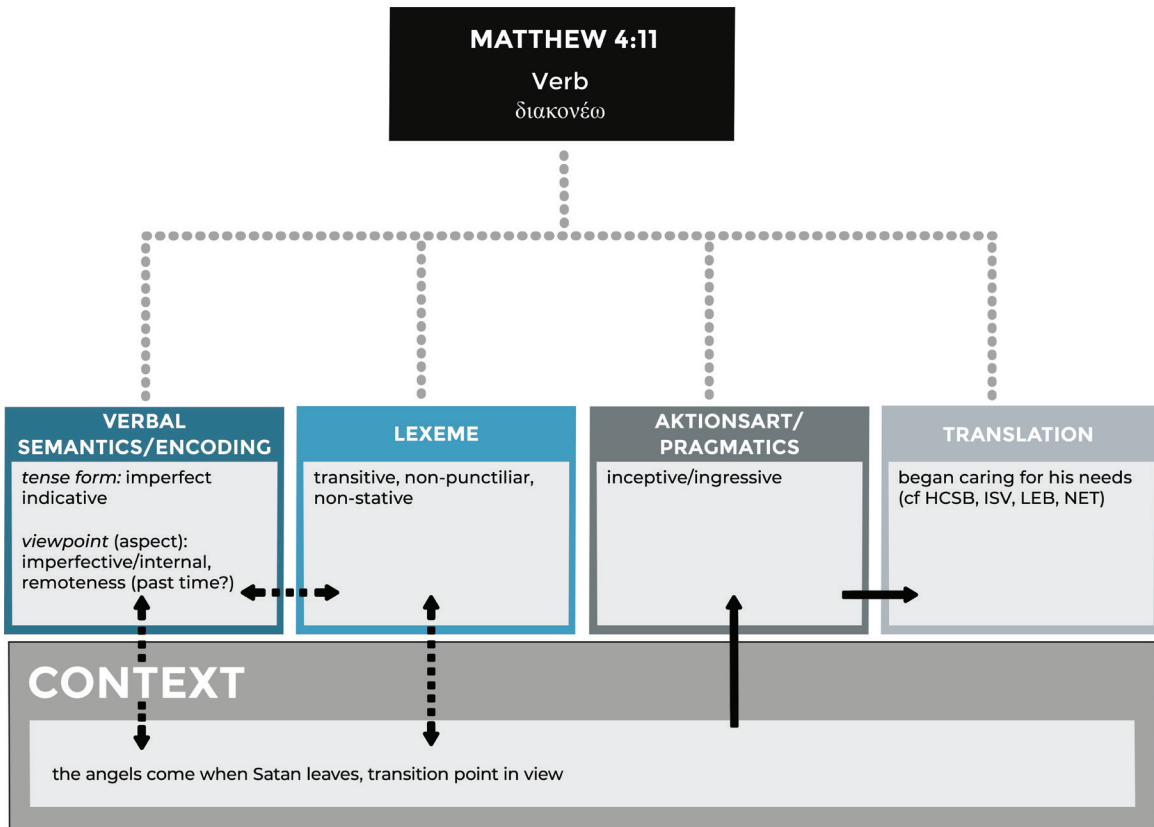 MATTHEW 4:11
Verb
διακονέω
VERBAL
SEMANTICS/ENCODING
tense form: imperfect
indicative
viewpoint (aspect):
imperfective/internal,
remoteness (past time?)
LEXEME
transitive, non-punctiliar,
non-stative
AKTIONSART/
PRAGMATICS
inceptive/ingressive
TRANSLATION
began caring for his needs
(cf HCSB, ISV, LEB, NET)
CONTEXT
the angels come when Satan leaves, transition point in view